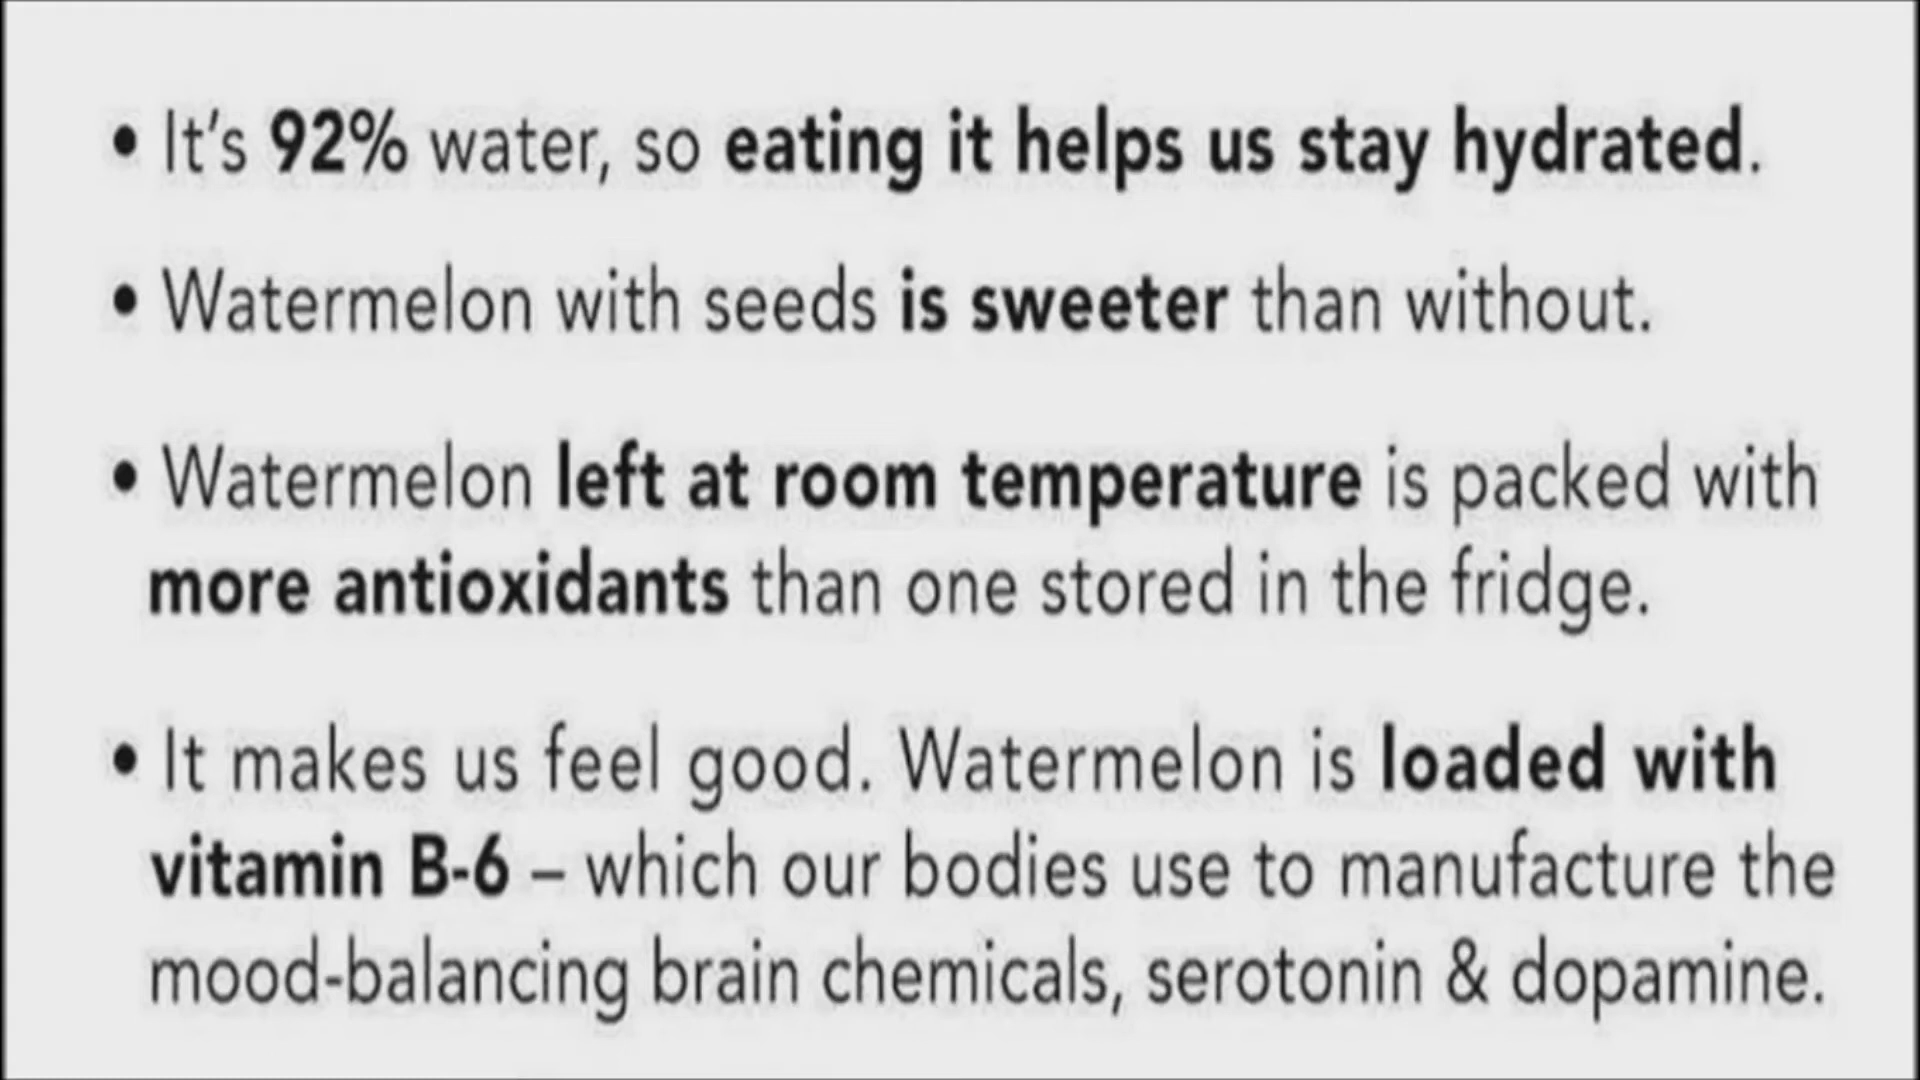 • It's 92% water, so eating it helps us stay hydrated.
• Watermelon with seeds is sweeter than without.
• Watermelon left at room temperature is packed with
more antioxidants than one stored in the fridge.
• It makes us feel good. Watermelon is loaded with
vitamin B-6 – which our bodies use to manufacture the
mood-balancing brain chemicals, serotonin & dopamine.